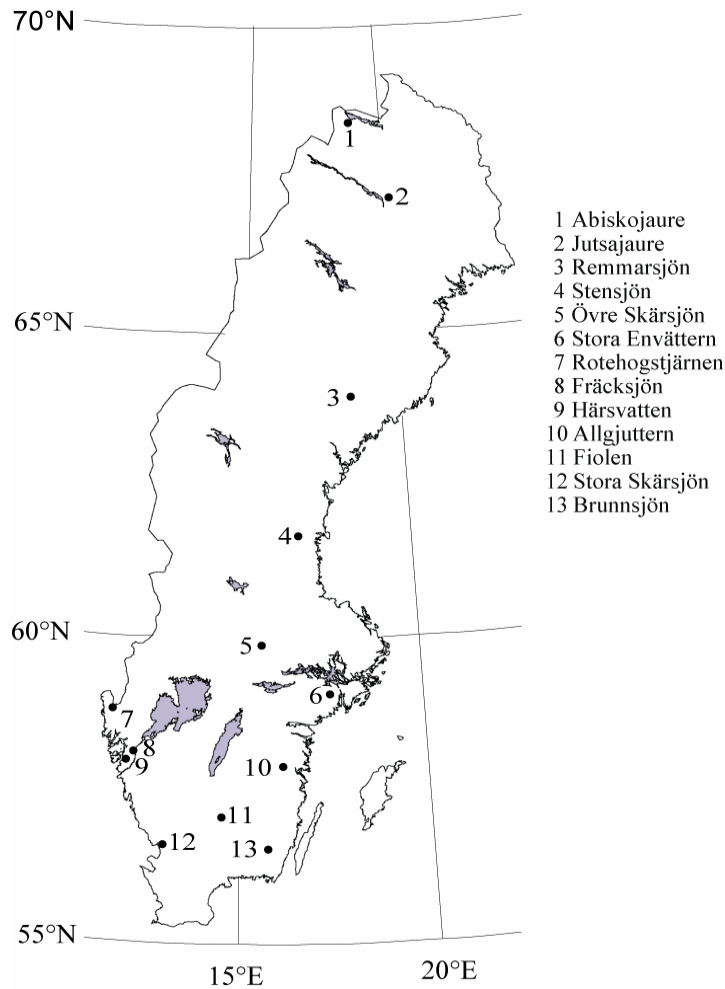 70°N
1
2
65°N
3
4
60°N
5
6
7
8
9
10
11
12
13
55°N
15°E
20°E
1 Abiskojaure
2 Jutsajaure
3 Remmarsjön
4 Stensjön
5 Övre Skärsjön
6 Stora Envättern
7 Rotehogstjärnen
8 Fräcksjön
9 Härsvatten
10 Allgjuttern
11 Fiolen
12 Stora Skärsjön
13 Brunnsjön